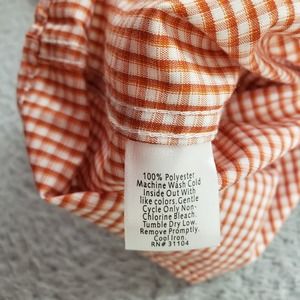 100% Polyester
Machine Wash Cold
Inside Out With
like colors.Gentle
Cycle Only Non-
Chlorine Bleach.
Tumble Dry Low.
Remove Promptly.
Cool Iron.
RN# 31104